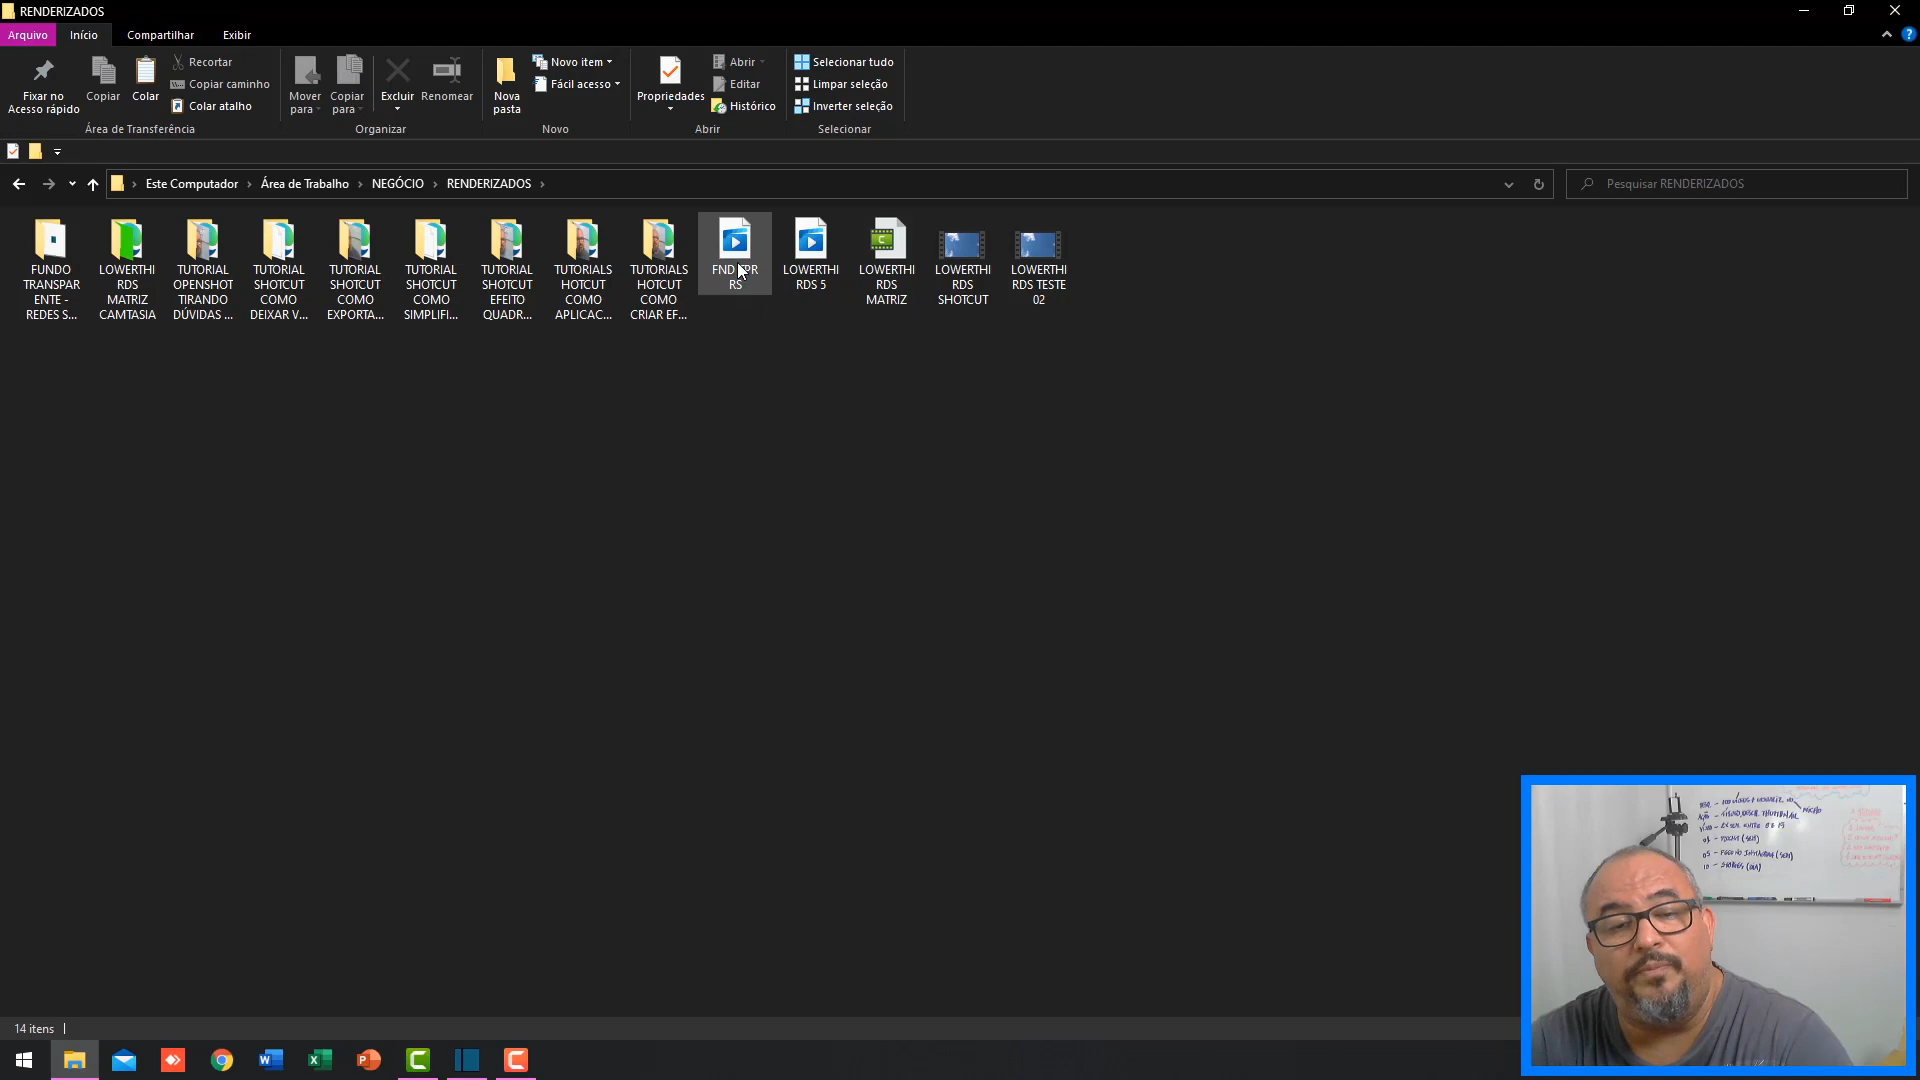 RENDERIZADOS
Arquivo Início Compartilhar Exibir
Recortar
Copiar caminho
Colar atalho
Fixar no Acesso rápido
Copiar
Colar
Área de Transferência
Mover para
Copiar para
Excluir
Renomear
Organizar
Nova pasta
Novo item
Fácil acesso
Novo
Propriedades
Abrir
Editar
Histórico
Abrir
Selecionar tudo
Limpar seleção
Inverter seleção
Selecionar
Este Computador > Área de Trabalho > NEGÓCIO > RENDERIZADOS >
Pesquisar RENDERIZADOS
FUNDO
TRANSPAR
ENTE -
REDES S...
LOWERTHI
RDS
MATRIZ
CAMTASIA
TUTORIAL
OPENSHOT
TIRANDO
DÚVIDAS ...
TUTORIAL
SHOTCUT
COMO
DEIXAR V...
TUTORIAL
SHOTCUT
COMO
EXPORTA...
TUTORIAL
SHOTCUT
COMO
SIMPLIFI...
TUTORIAL
SHOTCUT
EFEITO
QUADR...
TUTORIALS
HOTCUT
COMO
APLICAC...
TUTORIALS
HOTCUT
COMO
CRIAR EF...
RS
LOWERTHI
RDS 5
LOWERTHI
RDS
MATRIZ
LOWERTHI
RDS
SHOTCUT
LOWERTHI
RDS TESTE
02
14 itens